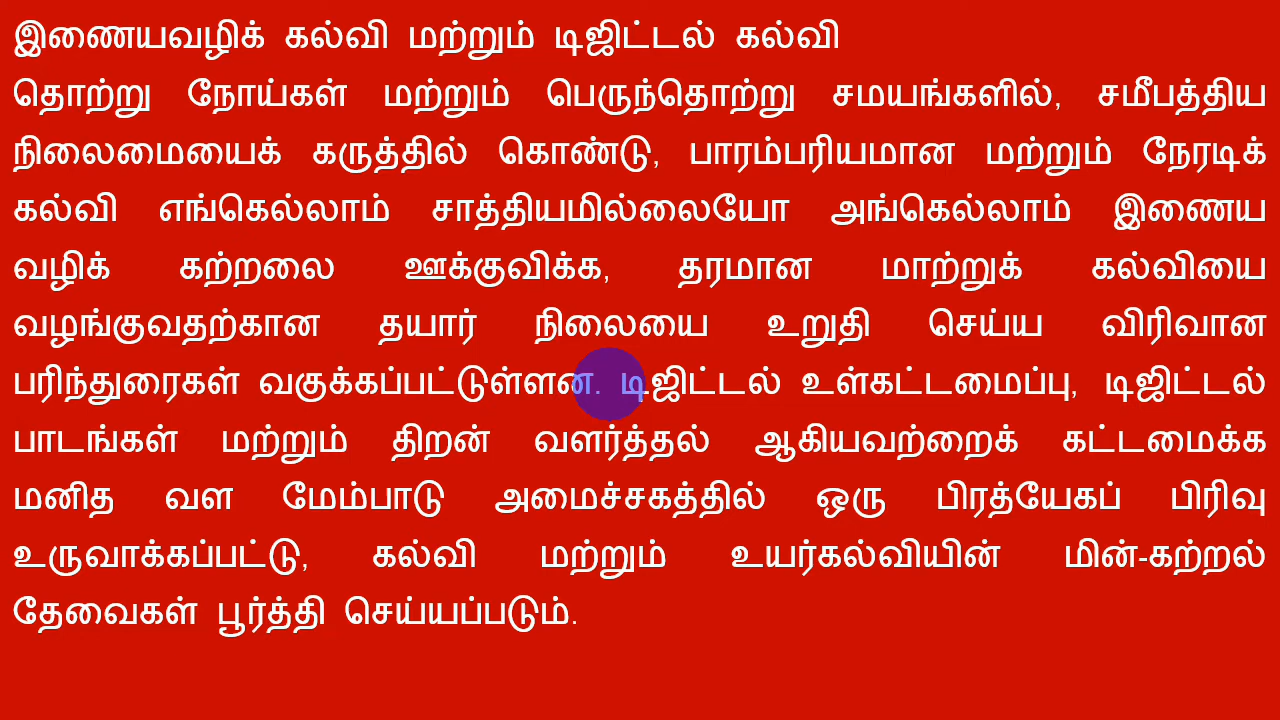 இணையவழிக் கல்வி மற்றும் டிஜிட்டல் கல்வி
தொற்று நோய்கள் மற்றும் பெருந்தொற்று சமயங்களில், சமீபத்திய
நிலைமையைக் கருத்தில் கொண்டு, பாரம்பரியமான மற்றும் நேரடிக்
கல்வி எங்கெல்லாம் சாத்தியமில்லையோ அங்கெல்லாம் இணைய
வழிக் கற்றலை ஊக்குவிக்க, தரமான மாற்றுக் கல்வியை
வழங்குவதற்கான தயார் நிலையை உறுதி செய்ய விரிவான
பரிந்துரைகள் வகுக்கப்பட்டுள்ளன. டிஜிட்டல் உள்கட்டமைப்பு, டிஜிட்டல்
பாடங்கள் மற்றும் திறன் வளர்த்தல் ஆகியவற்றைக் கட்டமைக்க
மனித வள மேம்பாடு அமைச்சகத்தில் ஒரு பிரத்யேகப் பிரிவு
உருவாக்கப்பட்டு, கல்வி மற்றும் உயர்கல்வியின் மின்-கற்றல்
தேவைகள் பூர்த்தி செய்யப்படும்.